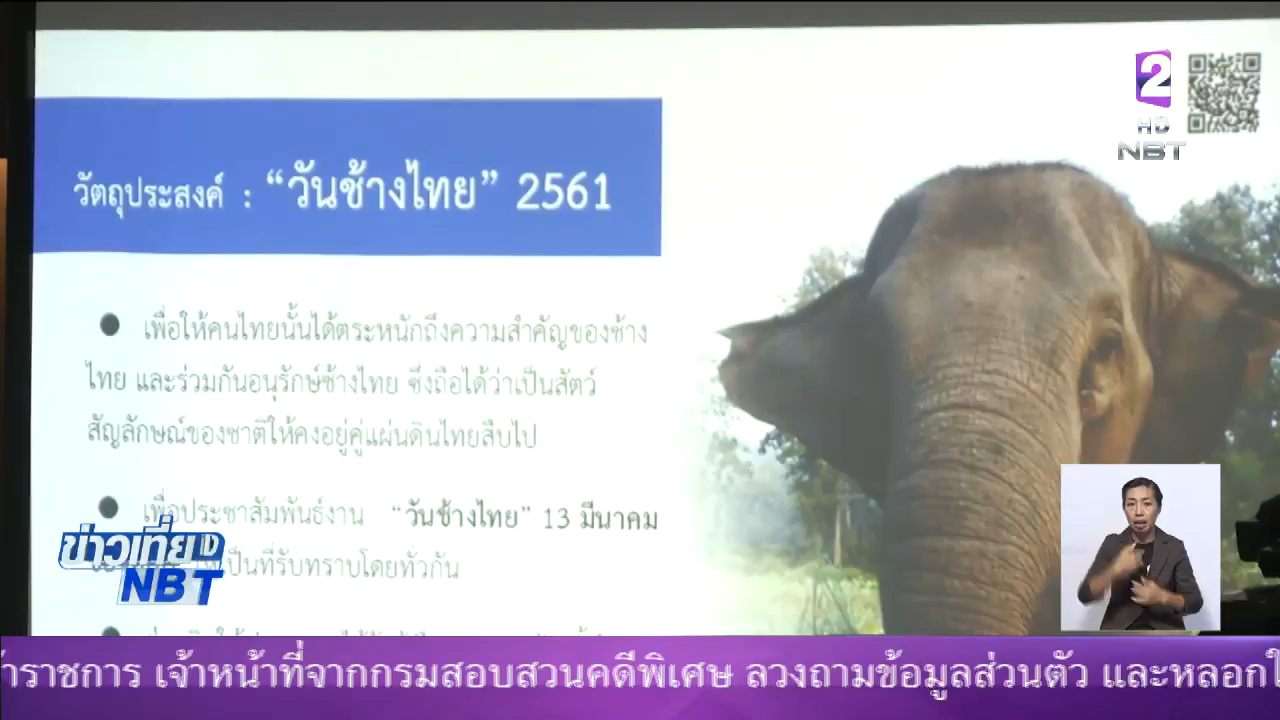 2
HD
NBT
วัตถุประสงค์ : “วันช้างไทย” 2561
● เพื่อให้คนไทยนั้นได้ตระหนักถึงความสำคัญของช้าง
ไทย และร่วมกันอนุรักษ์ช้างไทย ซึ่งถือได้ว่าเป็นสัตว์
สัญลักษณ์ของชาติให้คงอยู่คู่แผ่นดินไทยสืบไป
● เพื่อประชาสัมพันธ์งาน “วันช้างไทย” 13 มีนาคม
เป็นที่รับทราบโดยทั่วกัน
ข่าวเที่ยง
NBT
ราชการ เจ้าหน้าที่จากกรมสอบสวนคดีพิเศษ ลวงถามข้อมูลส่วนตัว และหลอก